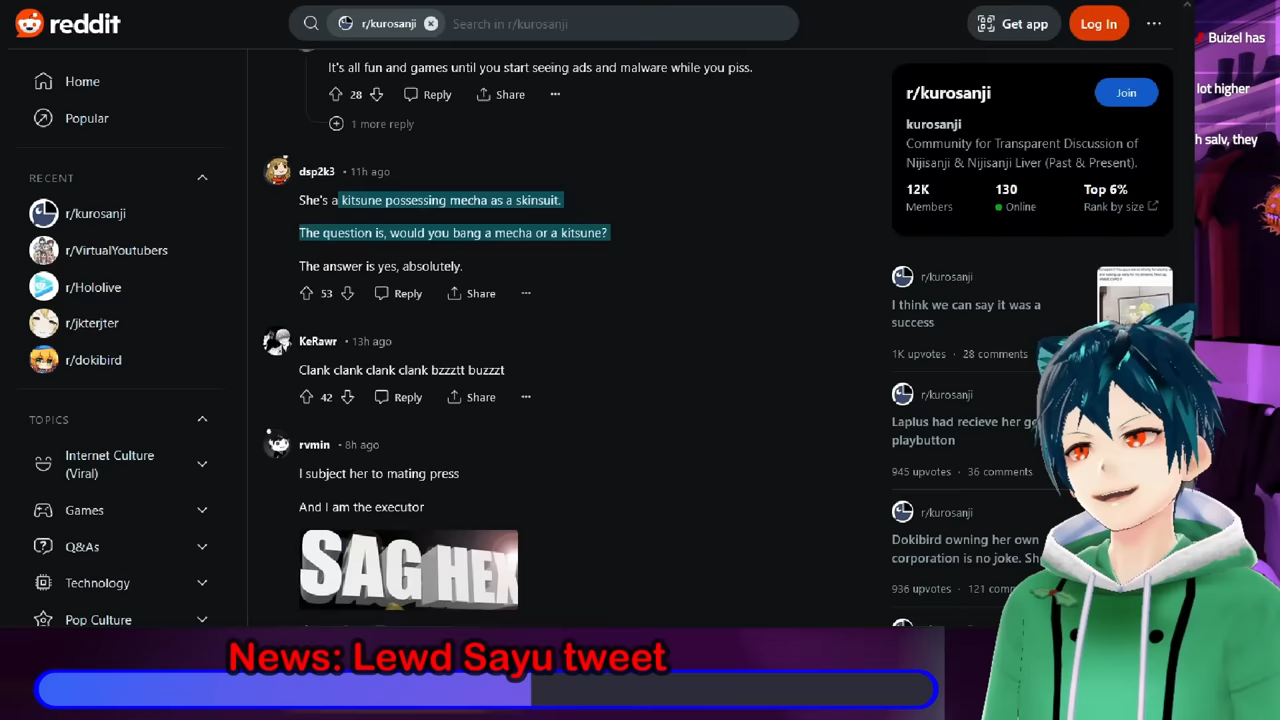 reddit
r/kurosanji
Search in r/kurosanji
Get app
Log In
Buizel has
lot higher
salv, they
Home
Popular
RECENT
r/kurosanji
r/VirtualYoutubers
r/Hololive
r/jkterjter
r/dokibird
TOPICS
Internet Culture
(Viral)
Games
Q&As
Technology
Pop Culture
It's all fun and games until you start seeing ads and malware while you piss.
28
Reply
Share
1 more reply
dsp2k3 • 11h ago
She's a kitsune possessing mecha as a skinsuit.
The question is, would you bang a mecha or a kitsune?
The answer is yes, absolutely.
53
Reply
Share
KeRawr • 13h ago
Clank clank clank clank bzzztt buzzzt
42
Reply
Share
rvmin • 8h ago
I subject her to mating press
And I am the executor
SAG HEX
r/kurosanji
Join
kurosanji
Community for Transparent Discussion of
Nijisanji & Nijisanji Liver (Past & Present).
12K
Members
130
Online
Top 6%
Rank by size
r/kurosanji
I think we can say it was a
success
1K upvotes • 28 comments
r/kurosanji
Laplus had recieve her
playbutton
945 upvotes • 36 comments
r/kurosanji
Dokibird owning her own
corporation is no joke.
936 upvotes • 121
News: Lewd Sayu tweet